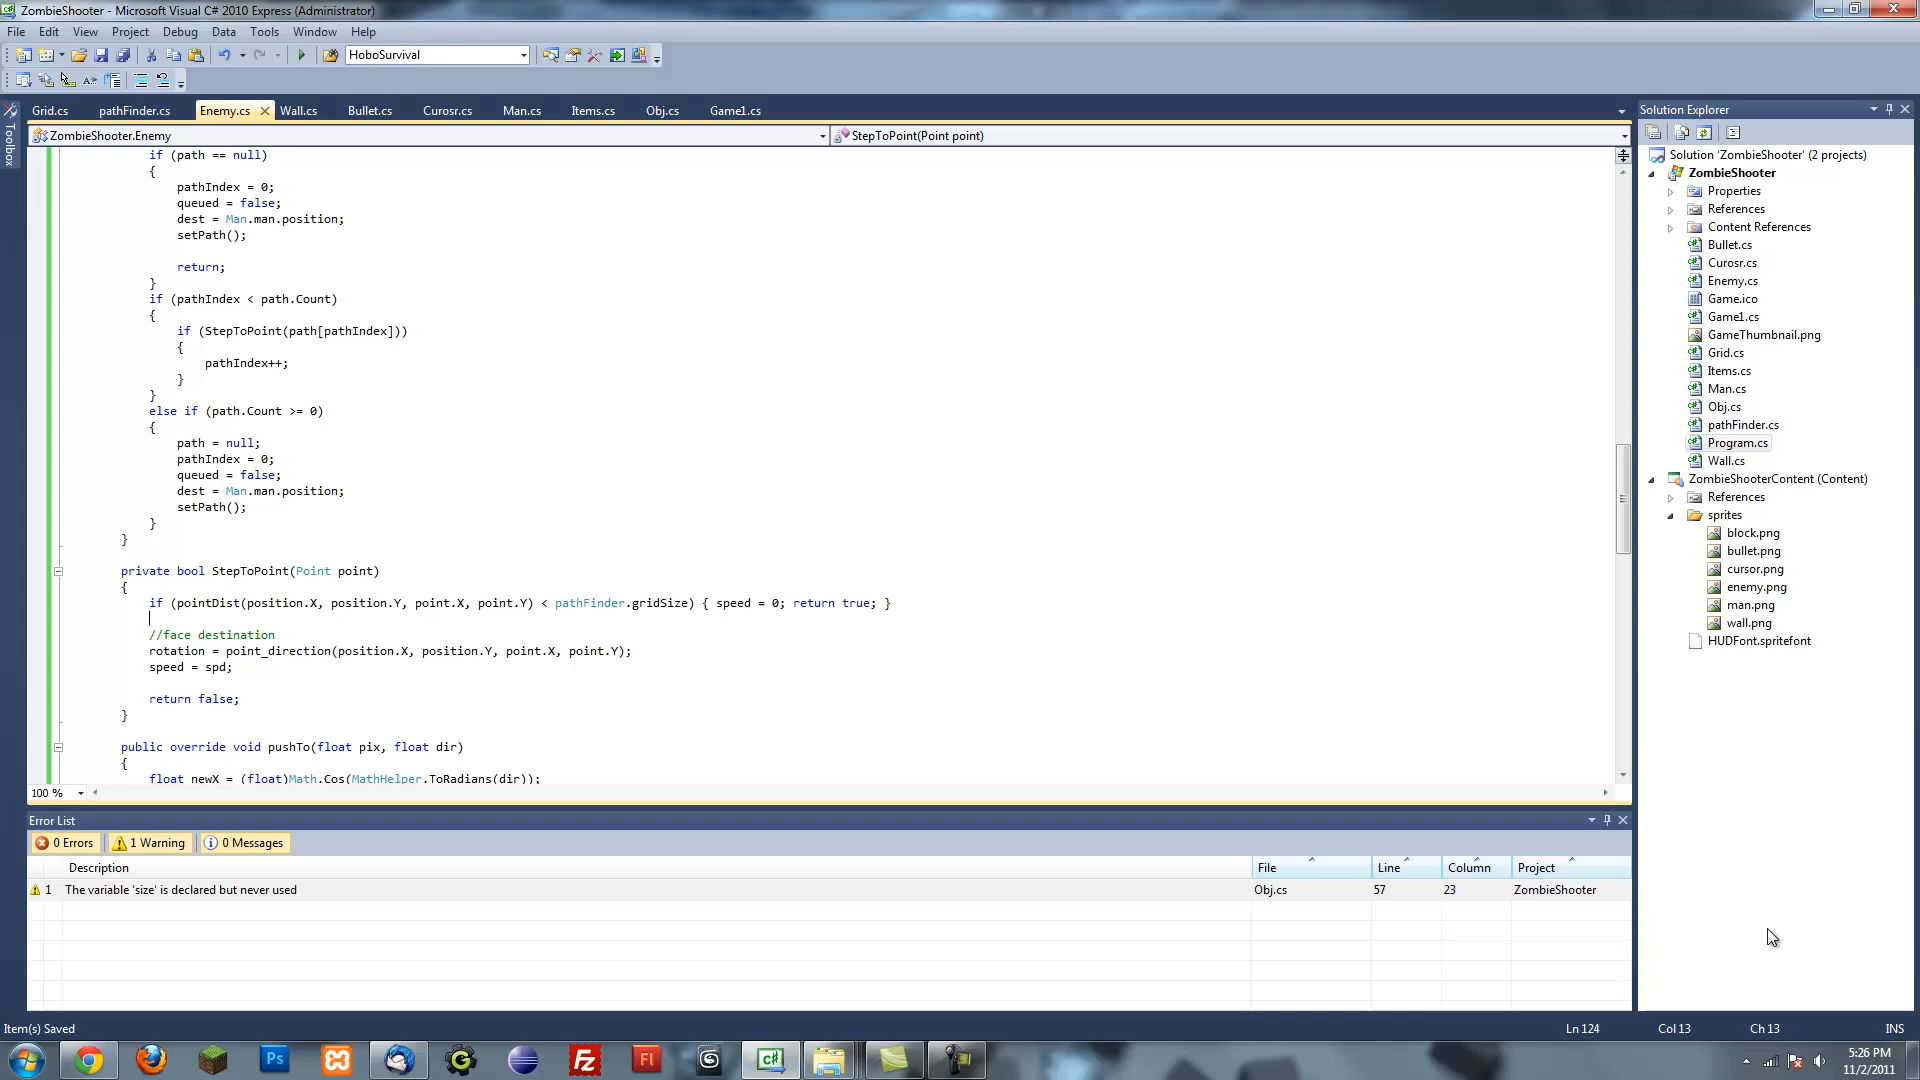 ZombieShooter - Microsoft Visual C# 2010 Express (Administrator)
File Edit View Project Debug Data Tools Window Help
HoboSurvival
Toolbox
Grid.cs pathFinder.cs Enemy.cs Wall.cs Bullet.cs Curosr.cs Man.cs Items.cs Obj.cs Game1.cs
ZombieShooter.Enemy StepToPoint(Point point)
if (path == null)
{
pathIndex = 0;
queued = false;
dest = Man.man.position;
setPath();
return;
}
if (pathIndex < path.Count)
{
if (StepToPoint(path[pathIndex]))
{
pathIndex++;
}
}
else if (path.Count >= 0)
{
path = null;
pathIndex = 0;
queued = false;
dest = Man.man.position;
setPath();
}
}
private bool StepToPoint(Point point)
{
if (pointDist(position.X, position.Y, point.X, point.Y) < pathFinder.gridSize) { speed = 0; return true; }
//face destination
rotation = point_direction(position.X, position.Y, point.X, point.Y);
speed = spd;
return false;
}
public override void pushTo(float pix, float dir)
{
float newX = (float)Math.Cos(MathHelper.ToRadians(dir));
100 %
Solution Explorer
Solution 'ZombieShooter' (2 projects)
ZombieShooter
Properties
References
Content References
Bullet.cs
Curosr.cs
Enemy.cs
Game.ico
Game1.cs
GameThumbnail.png
Grid.cs
Items.cs
Man.cs
Obj.cs
pathFinder.cs
Program.cs
Wall.cs
ZombieShooterContent (Content)
References
sprites
block.png
bullet.png
cursor.png
enemy.png
man.png
wall.png
HUDFont.spritefont
Error List
0 Errors 1 Warning 0 Messages
Description File Line Column Project
1 The variable 'size' is declared but never used Obj.cs 57 23 ZombieShooter
Item(s) Saved Ln 124 Col 13 Ch 13 INS
Ps Fz Fl C#
5:26 PM
11/2/2011